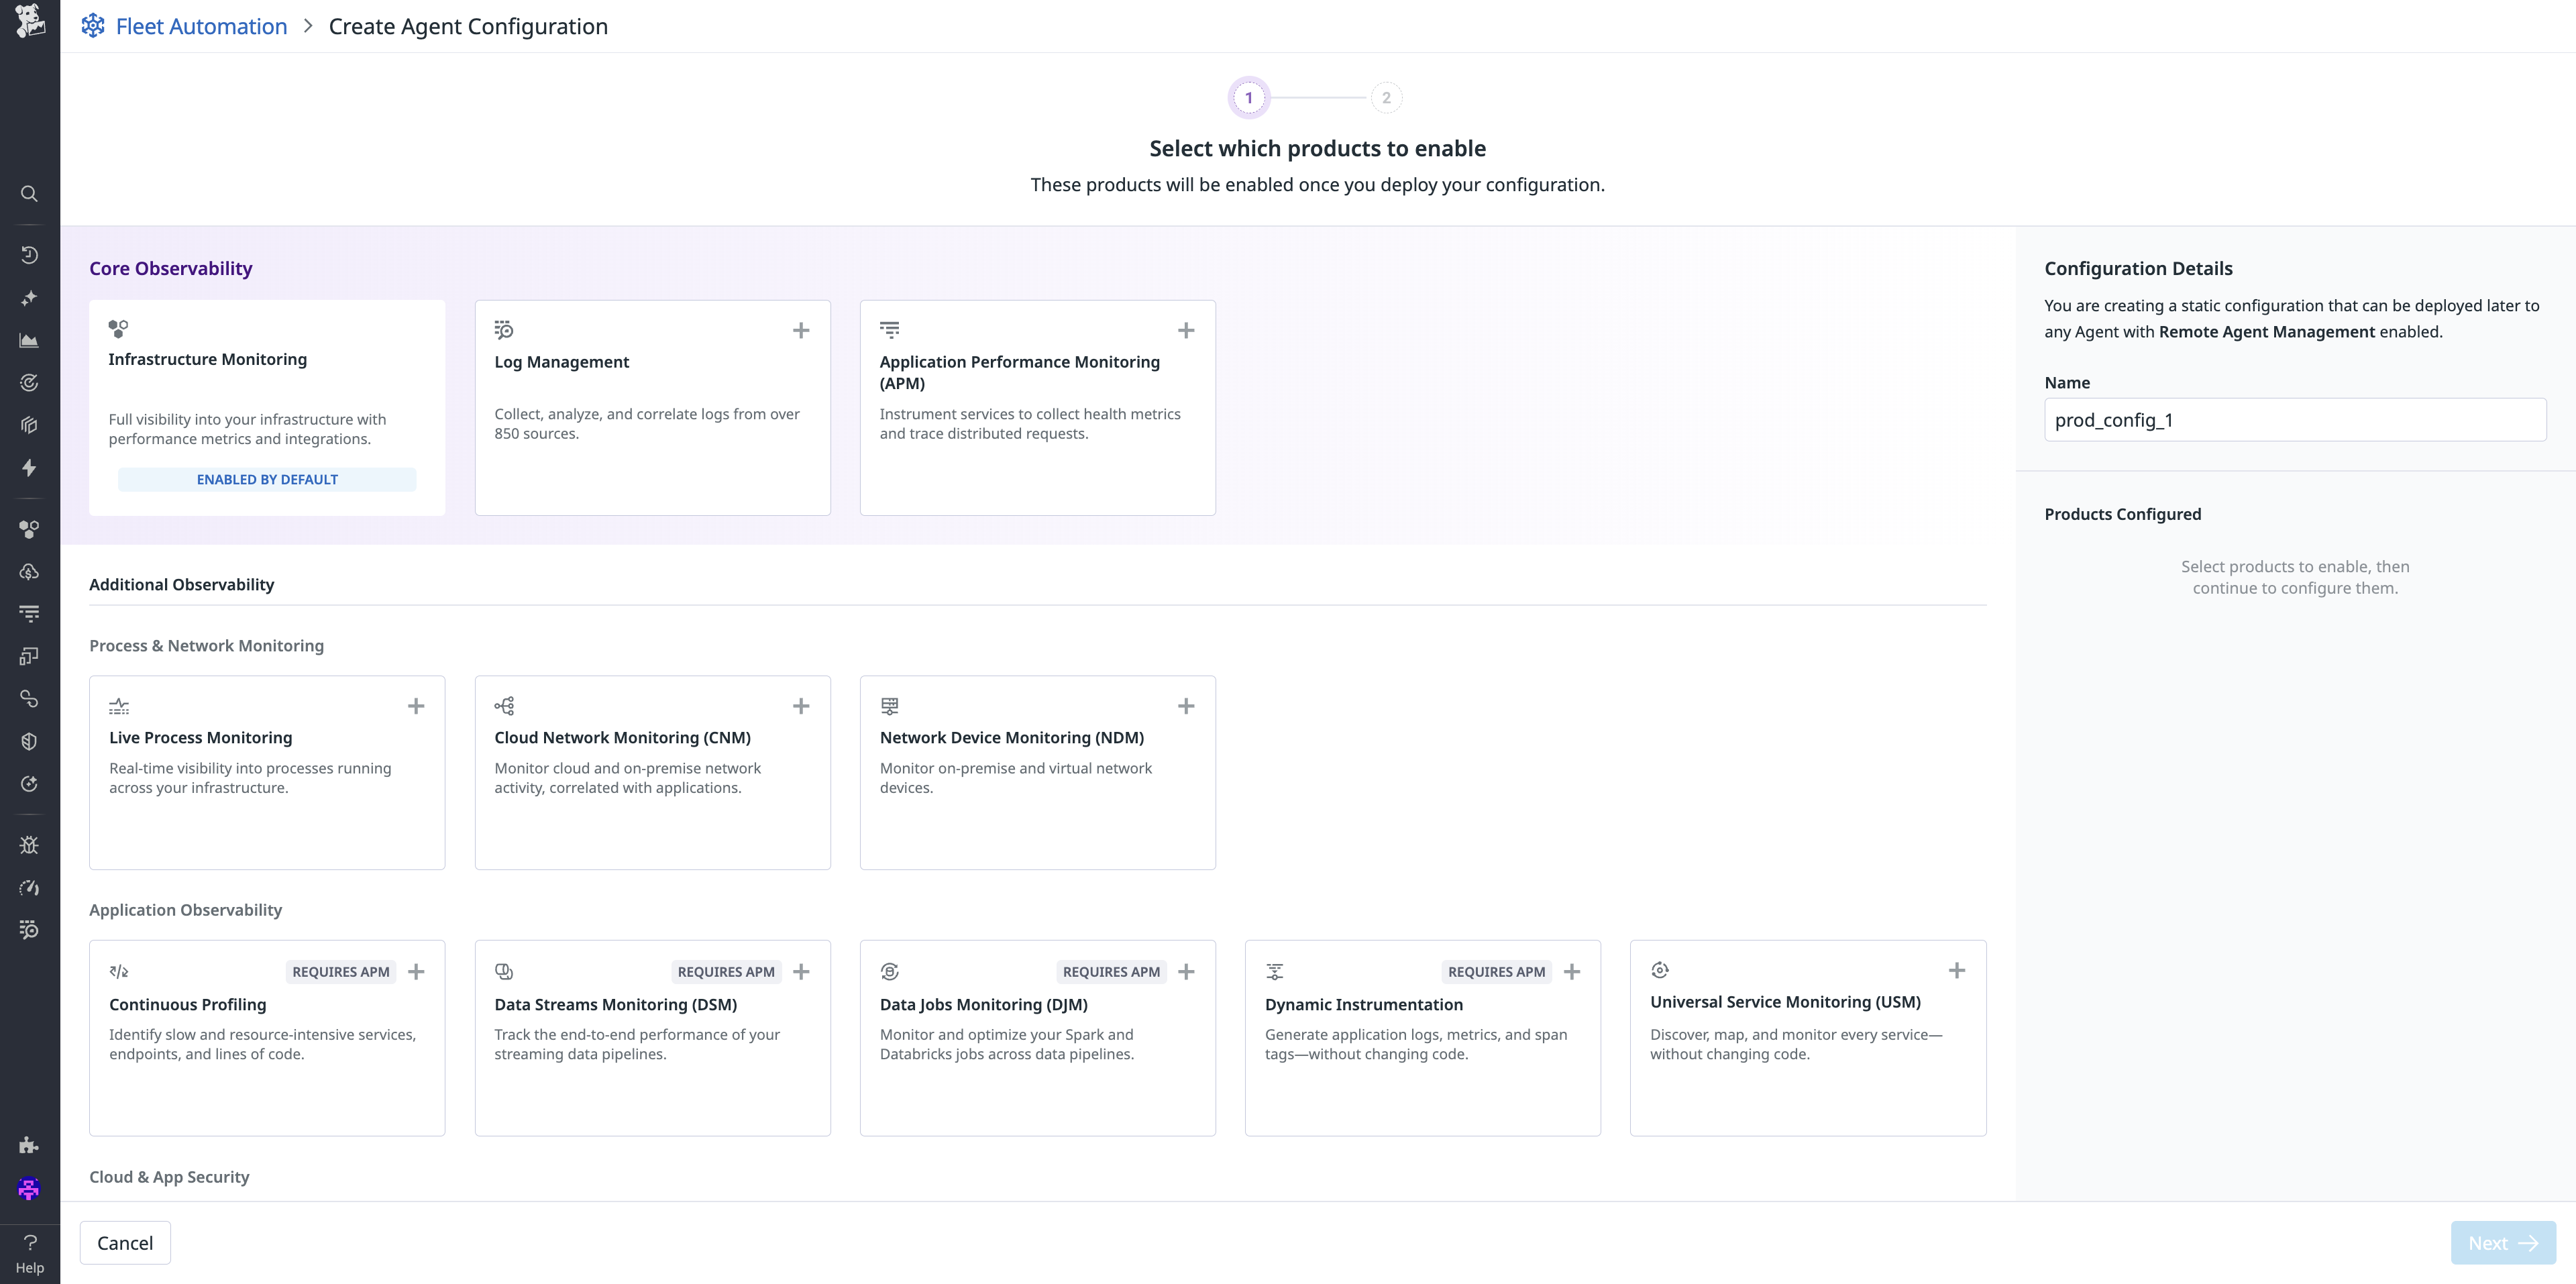 Fleet Automation > Create Agent Configuration
1
2
Select which products to enable
These products will be enabled once you deploy your configuration.
Core Observability
Infrastructure Monitoring
Full visibility into your infrastructure with
performance metrics and integrations.
ENABLED BY DEFAULT
Log Management
Collect, analyze, and correlate logs from over
850 sources.
Application Performance Monitoring
(APM)
Instrument services to collect health metrics
and trace distributed requests.
Additional Observability
Process & Network Monitoring
Live Process Monitoring
Real-time visibility into processes running
across your infrastructure.
Cloud Network Monitoring (CNM)
Monitor cloud and on-premise network
activity, correlated with applications.
Network Device Monitoring (NDM)
Monitor on-premise and virtual network
devices.
Application Observability
REQUIRES APM
Continuous Profiling
Identify slow and resource-intensive services,
endpoints, and lines of code.
REQUIRES APM
Data Streams Monitoring (DSM)
Track the end-to-end performance of your
streaming data pipelines.
REQUIRES APM
Data Jobs Monitoring (DJM)
Monitor and optimize your Spark and
Databricks jobs across data pipelines.
REQUIRES APM
Dynamic Instrumentation
Generate application logs, metrics, and span
tags—without changing code.
Universal Service Monitoring (USM)
Discover, map, and monitor every service—
without changing code.
Cloud & App Security
Configuration Details
You are creating a static configuration that can be deployed later to
any Agent with Remote Agent Management enabled.
Name
prod_config_1
Products Configured
Select products to enable, then
continue to configure them.
Help
Cancel
Next